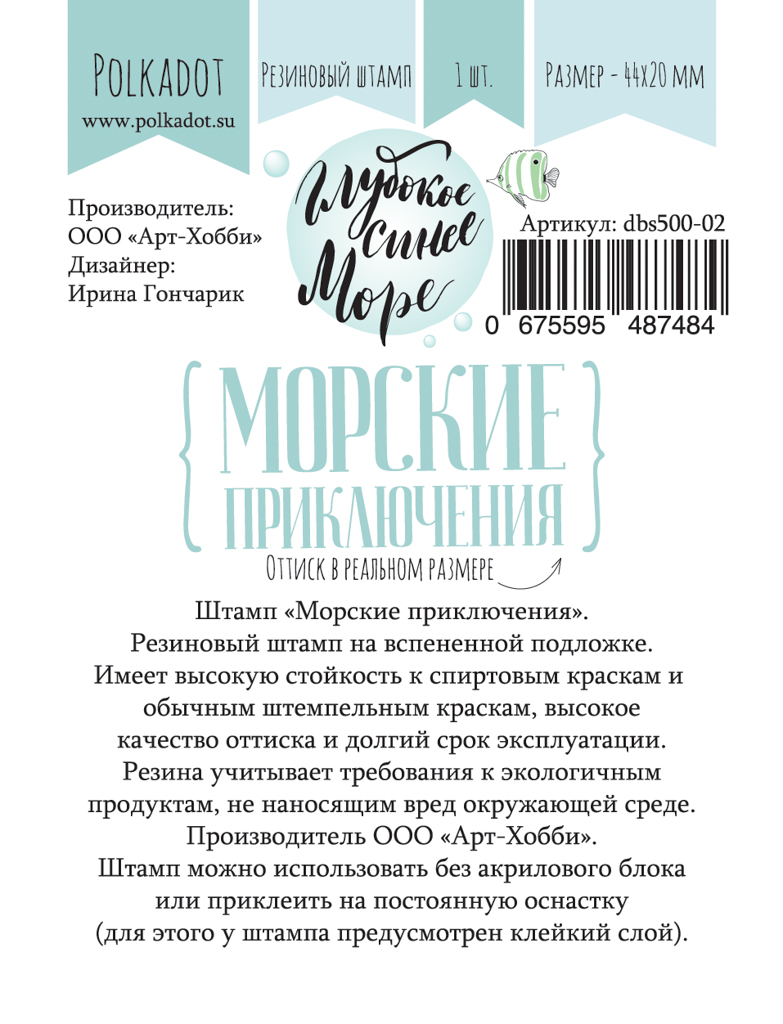 POLKADOT
www.polkadot.su
РЕЗИНОВЫЙ ШТАМП
1 ШТ.
РАЗМЕР - 44X20 ММ
Производитель:
ООО «Арт-Хобби»
Дизайнер:
Ирина Гончарик
Глубокое
синее
Море
Артикул: dbs500-02
0 675595 487484
{МОРСКИЕ
ПРИКЛЮЧЕНИЯ}
ОТТИСК В РЕАЛЬНОМ РАЗМЕРЕ
Штамп «Морские приключения».
Резиновый штамп на вспененной подложке.
Имеет высокую стойкость к спиртовым краскам и
обычным штемпельным краскам, высокое
качество оттиска и долгий срок эксплуатации.
Резина учитывает требования к экологичным
продуктам, не наносящим вред окружающей среде.
Производитель ООО «Арт-Хобби».
Штамп можно использовать без акрилового блока
или приклеить на постоянную оснастку
(для этого у штампа предусмотрен клейкий слой).